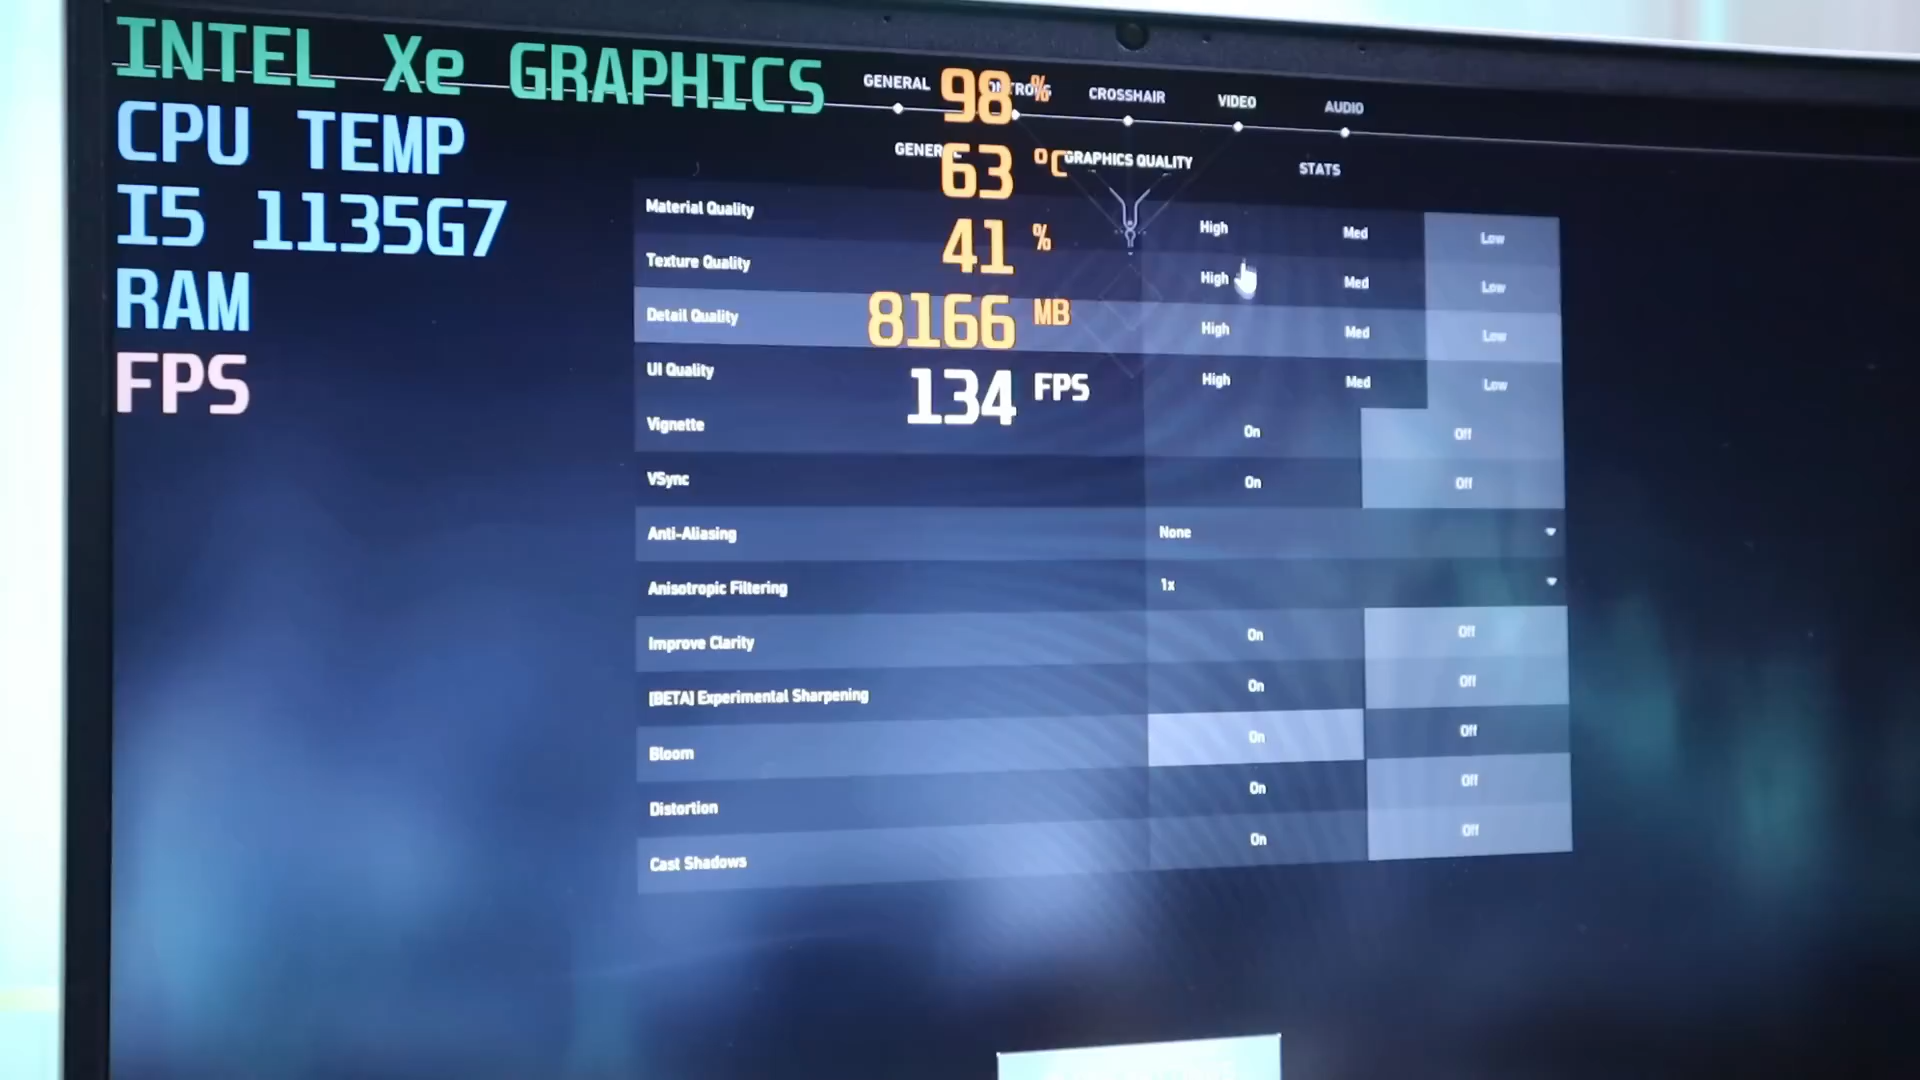 INTEL Xe GRAPHICS 98 %
CPU TEMP 63 °C
I5 1135G7 41 %
RAM 8166 MB
FPS 134 FPS
GENERAL CROSSHAIR VIDEO AUDIO
GRAPHICS QUALITY STATS
Material Quality High Med Low
Texture Quality High Med Low
Detail Quality High Med Low
UI Quality High Med Low
Vignette On Off
VSync On Off
Anti-Aliasing None
Anisotropic Filtering 1x
Improve Clarity On Off
[BETA] Experimental Sharpening On Off
Bloom On Off
Distortion On Off
Cast Shadows On Off